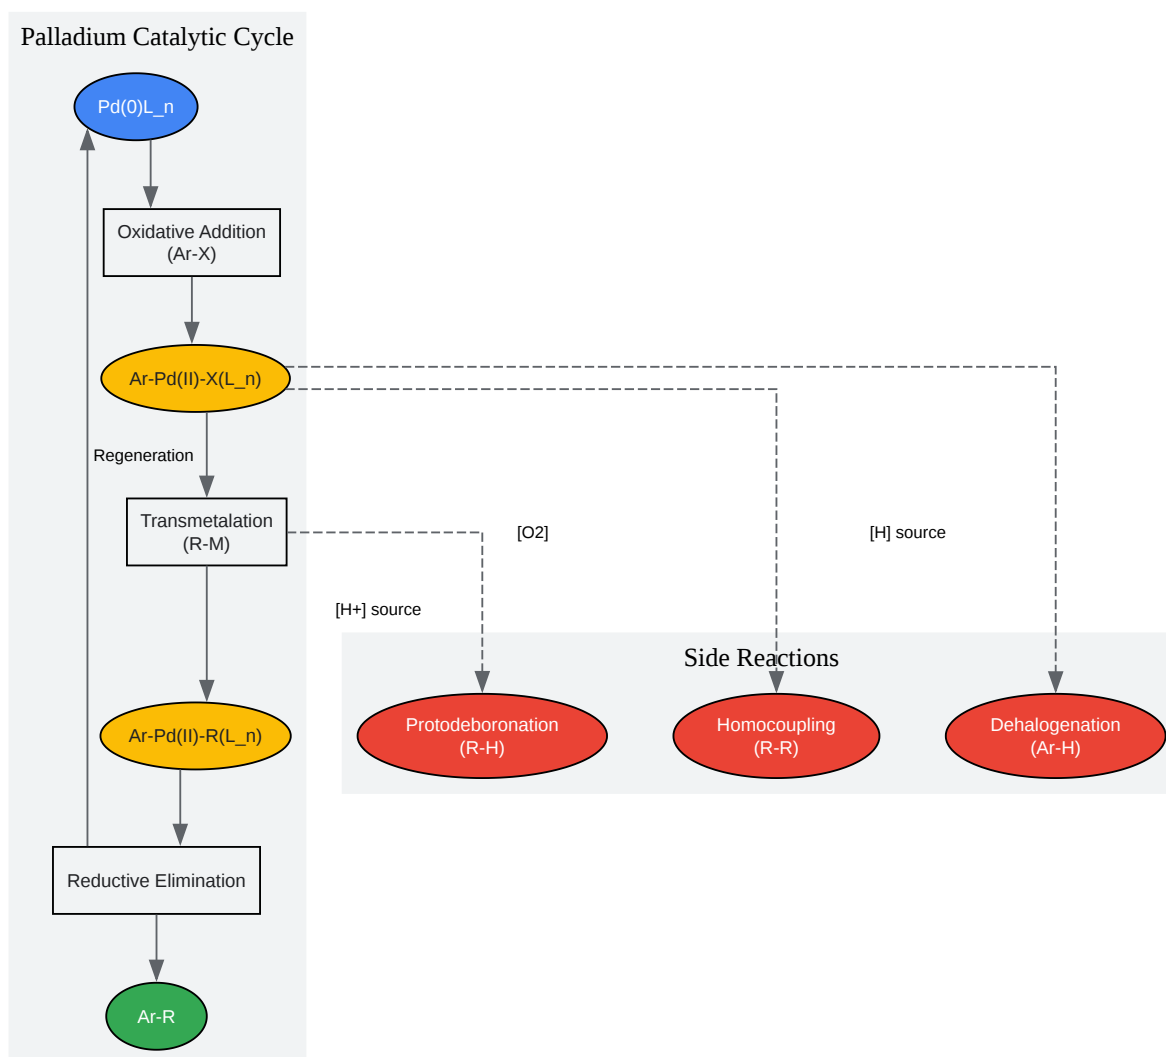 Palladium Catalytic Cycle
Pd(0)L_n
Oxidative Addition
(Ar-X)
Ar-Pd(II)-X(L_n)
Regeneration
Transmetalation
(R-M)
[O2]
[H] source
[H+] source
Side Reactions
Ar-Pd(II)-R(L_n)
Protodeboronation
(R-H)
Homocoupling
(R-R)
Dehalogenation
(Ar-H)
Reductive Elimination
Ar-R